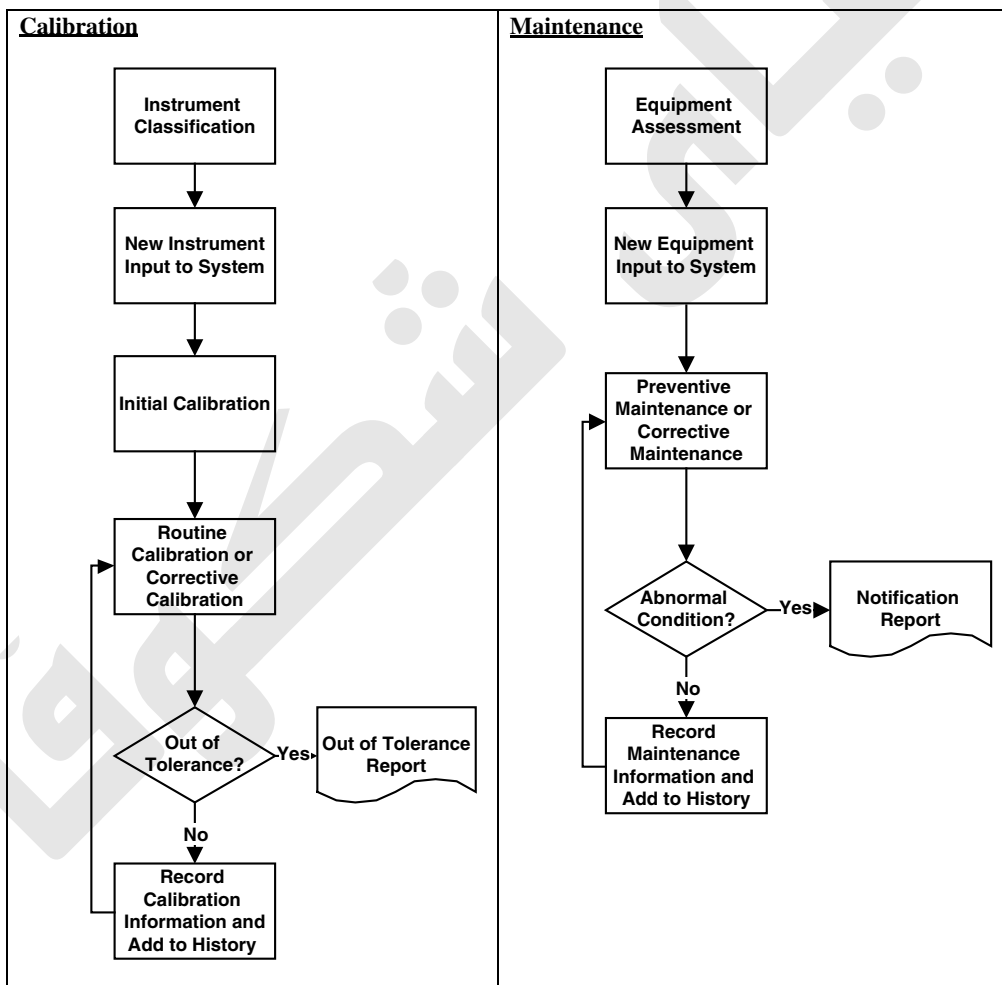 Calibration
Instrument
Classification
New Instrument
Input to System
Initial Calibration
Routine
Calibration or
Corrective
Calibration
Out of
Tolerance?
Yes
Out of Tolerance
Report
No
Record
Calibration
Information and
Add to History
Maintenance
Equipment
Assessment
New Equipment
Input to System
Preventive
Maintenance or
Corrective
Maintenance
Abnormal
Condition?
Yes
Notification
Report
No
Record
Maintenance
Information and
Add to History